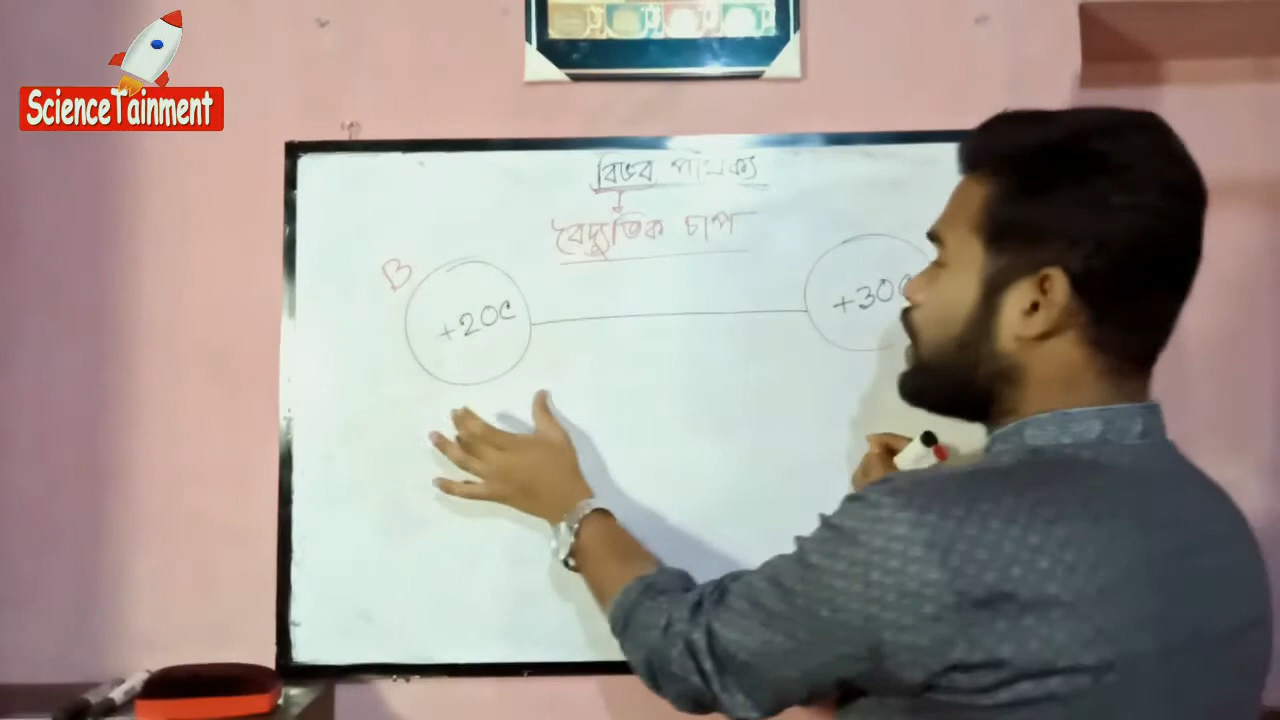 ScienceTainment
বিভব পার্থক্য
বৈদ্যুতিক চাপ
B
+20C
+30C